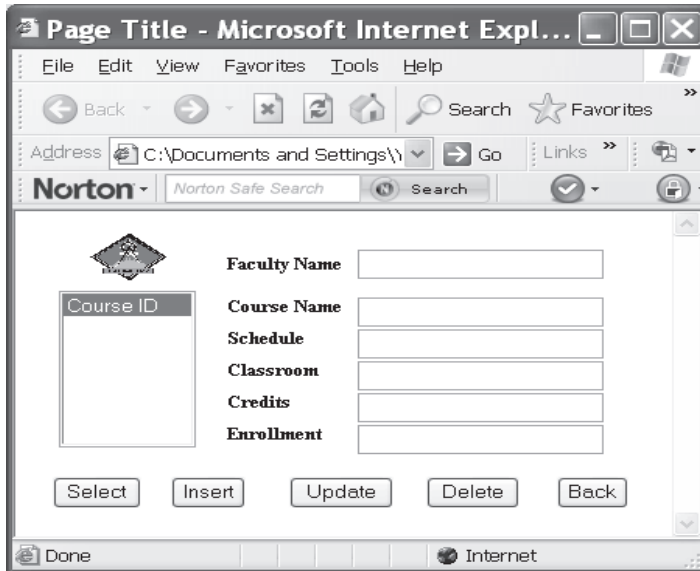 Page Title - Microsoft Internet Expl...
File Edit View Favorites Tools Help
Back Search Favorites
Address C:\Documents and Settings\ Go Links
Norton Norton Safe Search Search
Faculty Name
Course ID
Course Name
Schedule
Classroom
Credits
Enrollment
Select Insert Update Delete Back
Done Internet